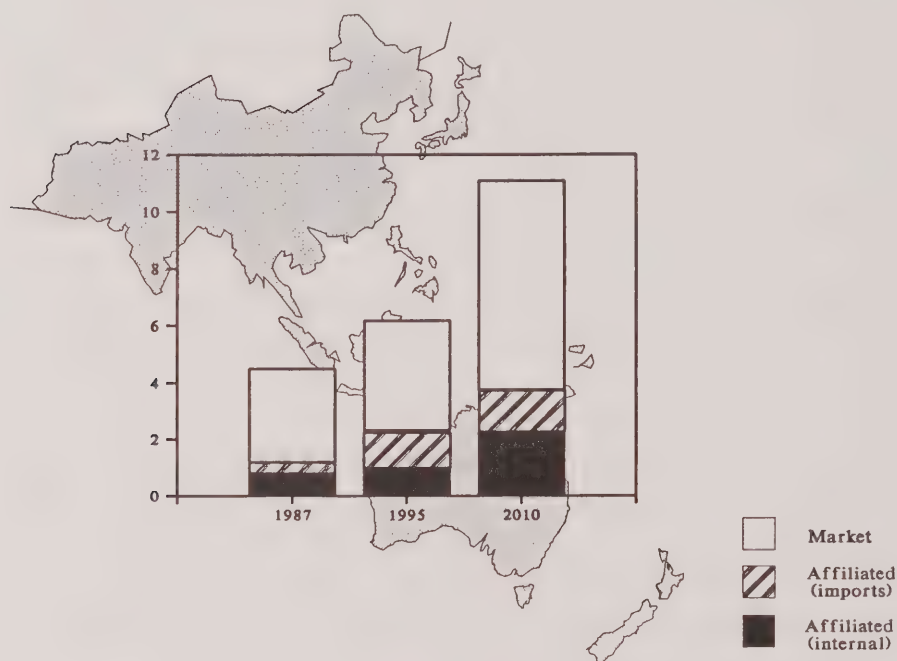 12
10
8
6
4
2
0
1987
1995
2010
Market
Affiliated
(imports)
Affiliated
(internal)